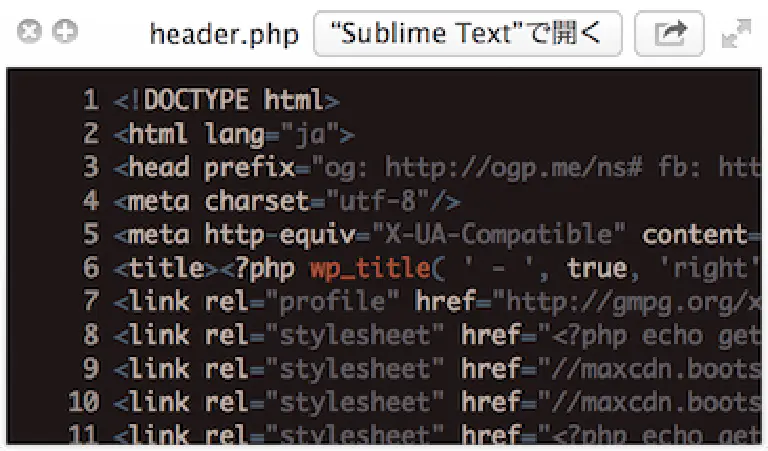 header.php “Sublime Text”で開く
1 <!DOCTYPE html>
2 <html lang="ja">
3 <head prefix="og: http://ogp.me/ns# fb: htt
4 <meta charset="utf-8"/>
5 <meta http-equiv="X-UA-Compatible" content=
6 <title><?php wp_title( ' - ', true, 'right'
7 <link rel="profile" href="http://gmpg.org/x
8 <link rel="stylesheet" href="<?php echo get
9 <link rel="stylesheet" href="//maxcdn.boots
10 <link rel="stylesheet" href="//maxcdn.boots
11 <link rel="stylesheet" href="<?php echo get